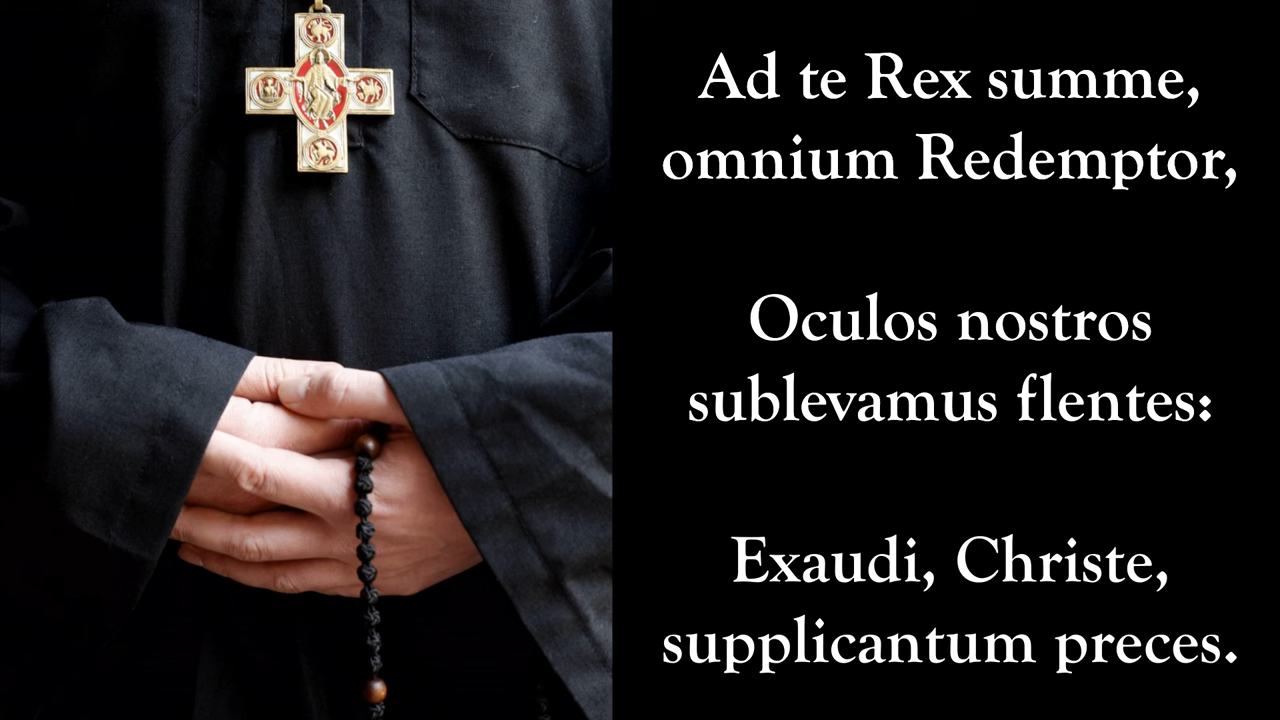 Ad te Rex summe,
omnium Redemptor,
Oculos nostros
sublevamus flentes:
Exaudi, Christe,
supplicantum preces.